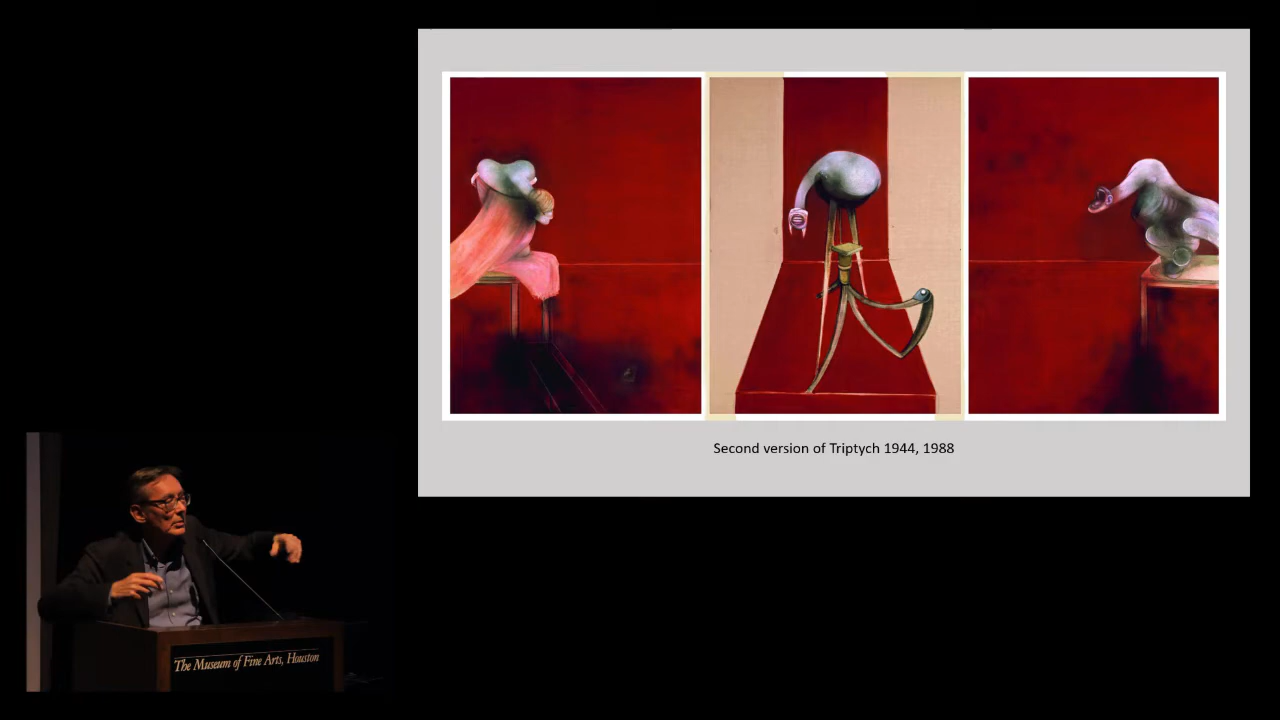 Second version of Triptych 1944, 1988
The Museum of Fine Arts, Houston